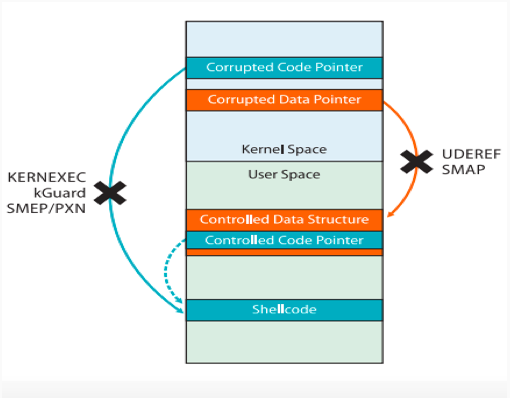 Corrupted Code Pointer
Corrupted Data Pointer
Kernel Space
User Space
KERNEXEC
kGuard
SMEP/PXN
UDEREF
SMAP
Controlled Data Structure
Controlled Code Pointer
Shellcode